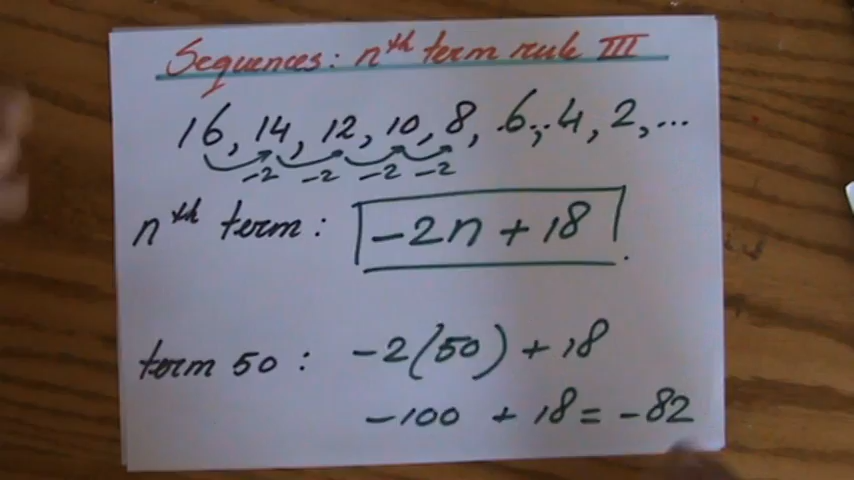 Sequences: nth term rule III
16, 14, 12, 10, 8, 6, 4, 2, ...
-2 -2 -2 -2
nth term: -2n + 18
term 50: -2(50) + 18
-100 + 18 = -82